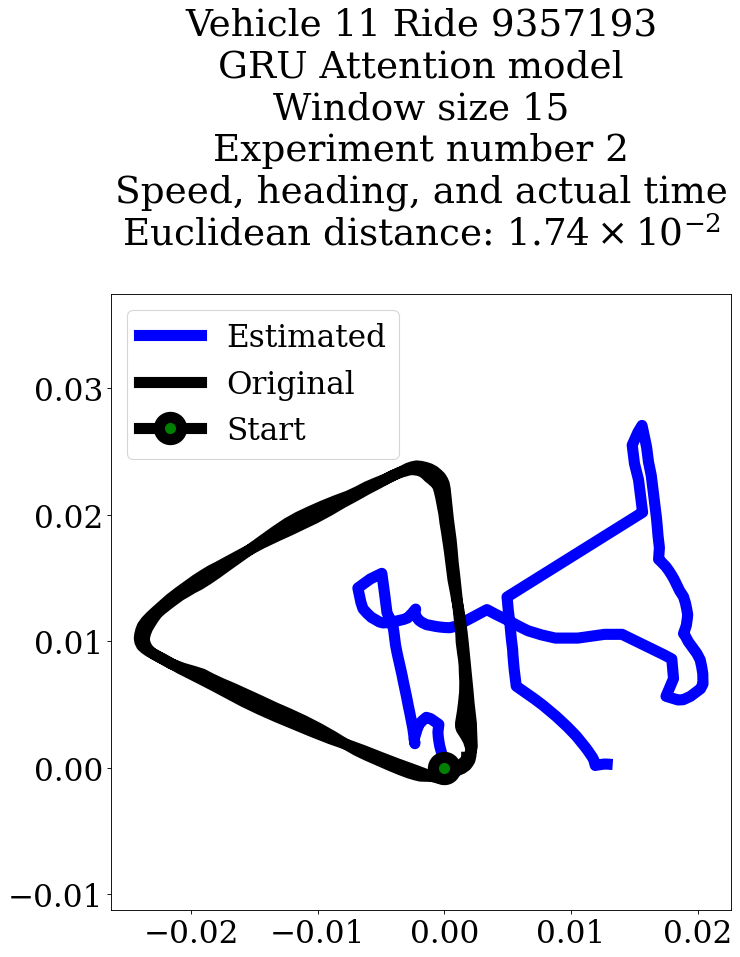 Vehicle 11 Ride 9357193
GRU Attention model
Window size 15
Experiment number 2
Speed, heading, and actual time
Euclidean distance: 1.74 × 10⁻²
Estimated
Original
Start
0.03
0.02
0.01
0.00
−0.01
−0.02 −0.01 0.00 0.01 0.02